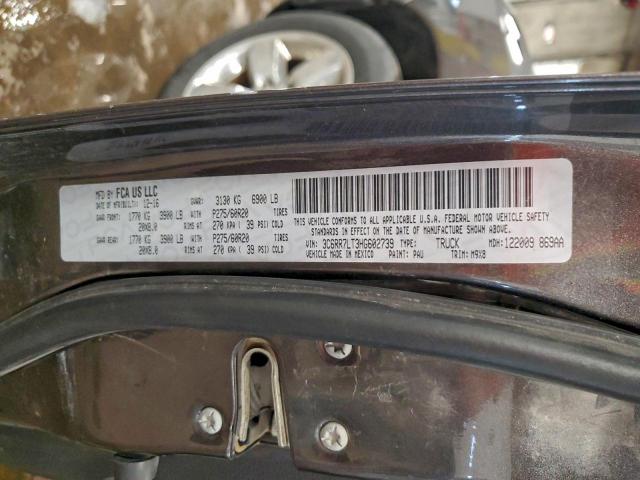 MFD BY FCA US LLC
DATE OF MFR(BUILT): 12-16 GVWR: 3130 KG 6900 LB
GAWR FRONT: 1770 KG 3900 LB WITH P275/60R20 TIRES
20X8.0 RIMS AT 270 KPA ( 39 PSI) COLD
GAWR REAR: 1770 KG 3900 LB WITH P275/60R20 TIRES
20X8.0 RIMS AT 270 KPA ( 39 PSI) COLD
THIS VEHICLE CONFORMS TO ALL APPLICABLE U.S.A. FEDERAL MOTOR VEHICLE SAFETY
STANDARDS IN EFFECT ON THE DATE OF MANUFACTURE SHOWN ABOVE.
VIN: 3C6RR7LT3HG602739 TYPE: TRUCK MDH: 122009 869AA
VEHICLE MADE IN MEXICO PAINT: PAU TRIM: M9X8